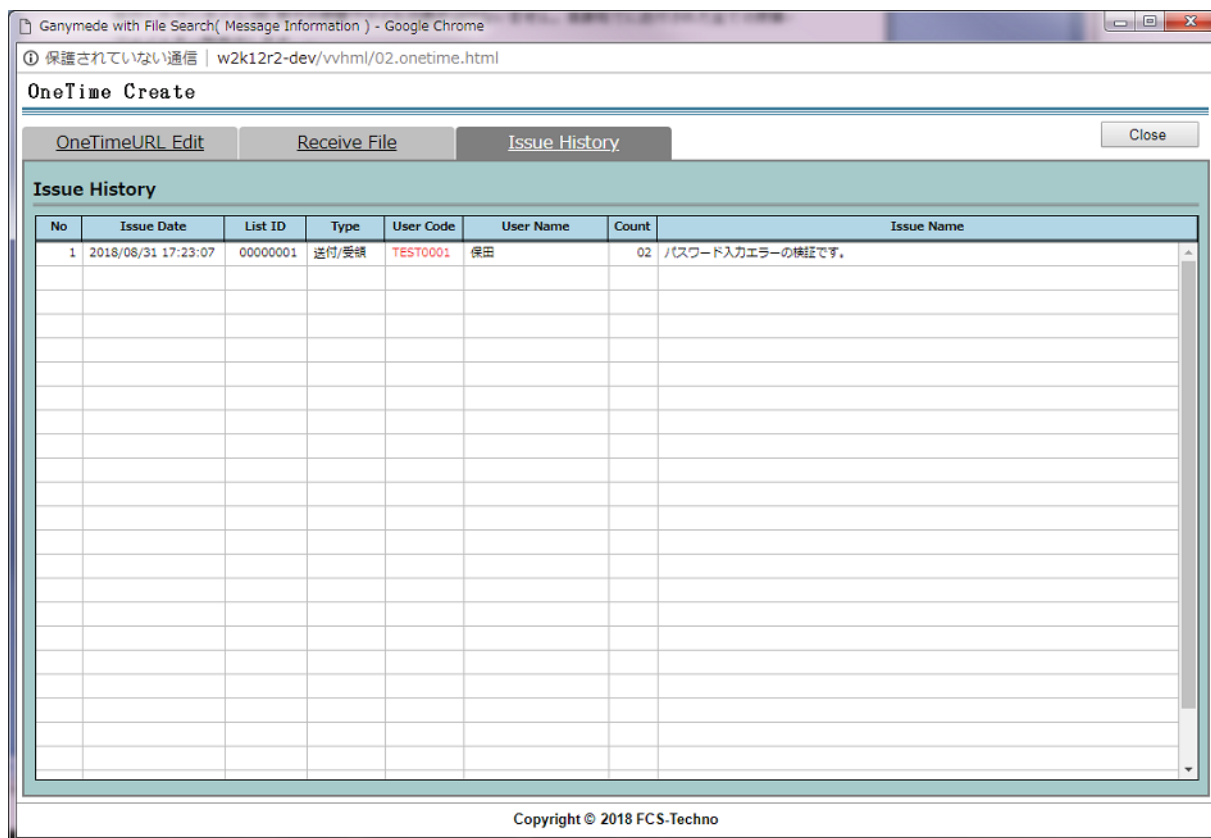 Ganymede with File Search( Message Information ) - Google Chrome
保護されていない通信 | w2k12r2-dev/vvhml/02.onetime.html
OneTime Create
OneTimeURL Edit Receive File Issue History Close
Issue History
No Issue Date List ID Type User Code User Name Count Issue Name
1 2018/08/31 17:23:07 00000001 送付/受領 TEST0001 保田 02 パスワード入力エラーの検証です。
Copyright © 2018 FCS-Techno